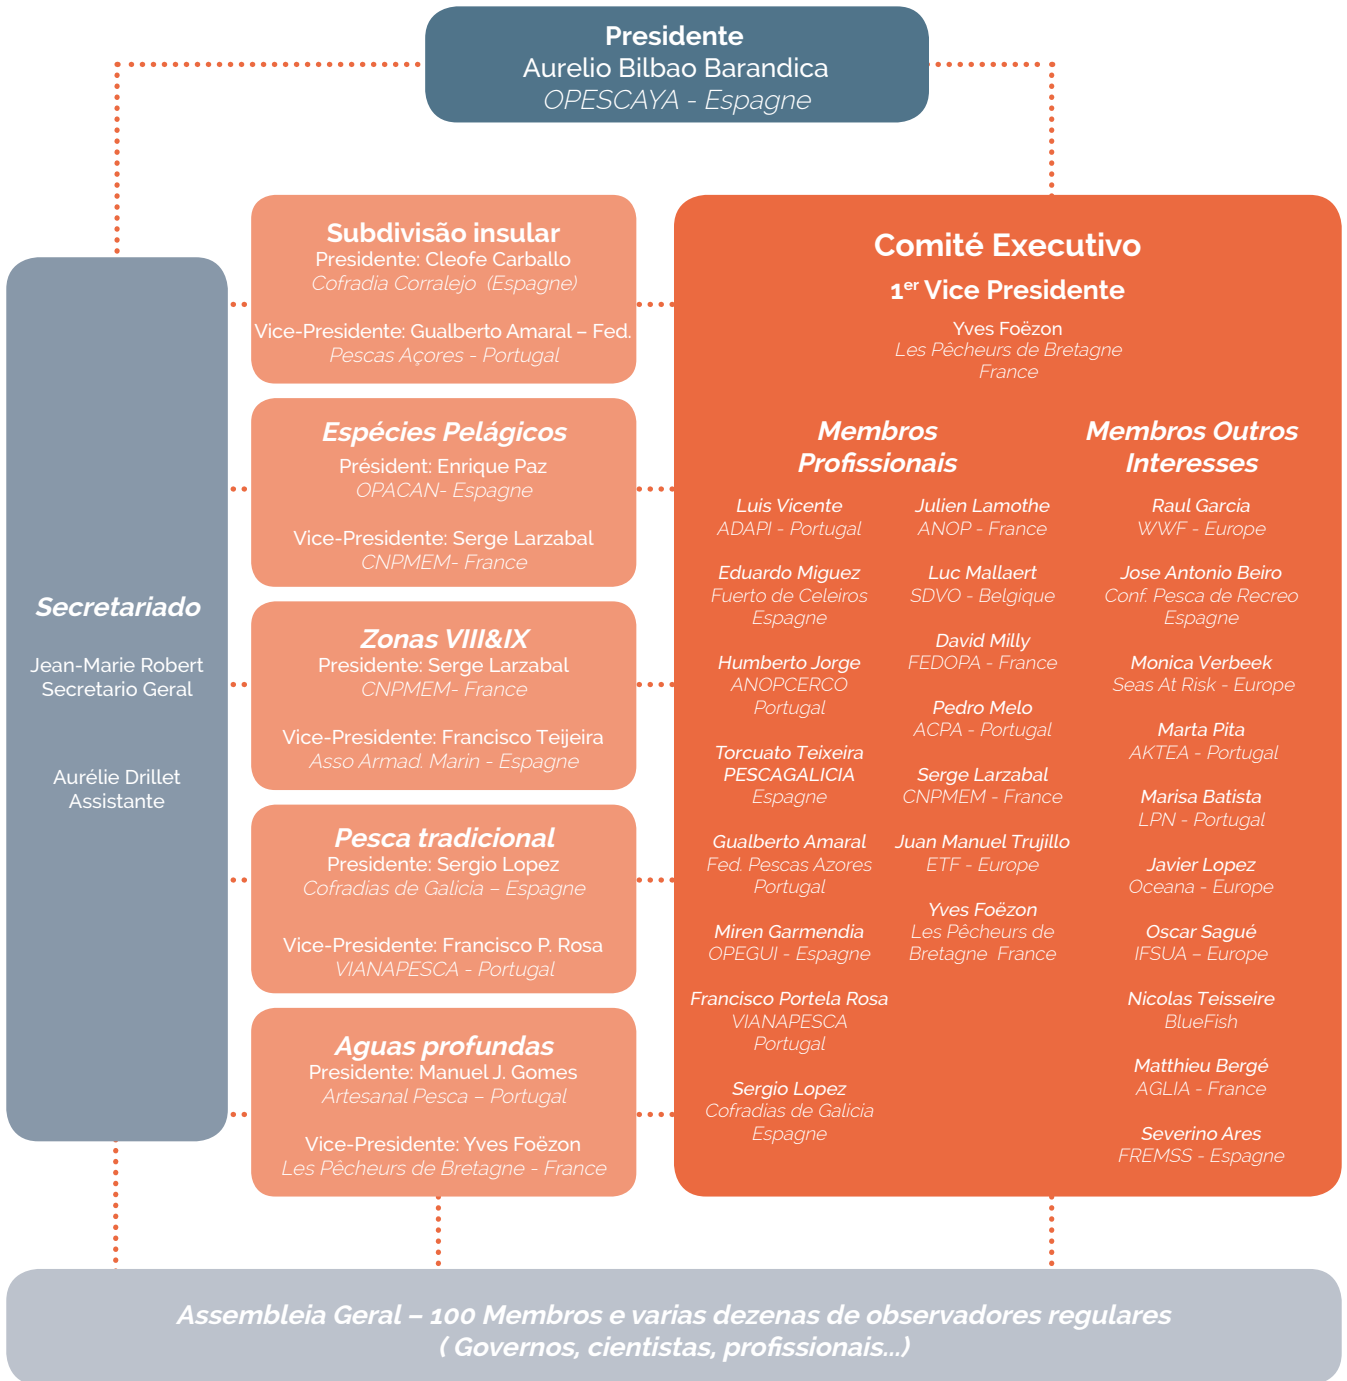 Presidente
Aurelio Bilbao Barandica
OPESCAYA - Espagne
Secretariado
Jean-Marie Robert
Secretario Geral
Aurélie Drillet
Assistante
Subdivisão insular
Presidente: Cleofe Carballo
Cofradia Corralejo (Espagne)
Vice-Presidente: Gualberto Amaral – Fed.
Pescas Açores - Portugal
Espécies Pelágicos
Président: Enrique Paz
OPACAN- Espagne
Vice-Presidente: Serge Larzabal
CNPMEM- France
Zonas VIII&IX
Presidente: Serge Larzabal
CNPMEM- France
Vice-Presidente: Francisco Teijeira
Asso Armad. Marin - Espagne
Pesca tradicional
Presidente: Sergio Lopez
Cofradias de Galicia – Espagne
Vice-Presidente: Francisco P. Rosa
VIANAPESCA - Portugal
Aguas profundas
Presidente: Manuel J. Gomes
Artesanal Pesca – Portugal
Vice-Presidente: Yves Foëzon
Les Pêcheurs de Bretagne - France
Comité Executivo
1er Vice Presidente
Yves Foëzon
Les Pêcheurs de Bretagne
France
Membros
Profissionais
Luis Vicente
ADAPI - Portugal
Eduardo Miguez
Fuerto de Celeiros
Espagne
Humberto Jorge
ANOPCERCO
Portugal
Torcuato Teixeira
PESCAGALICIA
Espagne
Gualberto Amaral
Fed. Pescas Azores
Portugal
Miren Garmendia
OPEGUI - Espagne
Francisco Portela Rosa
VIANAPESCA
Portugal
Sergio Lopez
Cofradias de Galicia
Espagne
Julien Lamothe
ANOP - France
Luc Mallaert
SDVO - Belgique
David Milly
FEDOPA - France
Pedro Melo
ACPA - Portugal
Serge Larzabal
CNPMEM - France
Juan Manuel Trujillo
ETF - Europe
Yves Foëzon
Les Pêcheurs de
Bretagne France
Membros Outros
Interesses
Raul Garcia
WWF - Europe
Jose Antonio Beiro
Conf. Pesca de Recreo
Espagne
Monica Verbeek
Seas At Risk - Europe
Marta Pita
AKTEA - Portugal
Marisa Batista
LPN - Portugal
Javier Lopez
Oceana - Europe
Oscar Sagué
IFSUA – Europe
Nicolas Teisseire
BlueFish
Matthieu Bergé
AGLIA - France
Severino Ares
FREMSS - Espagne
Assembleia Geral – 100 Membros e varias dezenas de observadores regulares
( Governos, cientistas, profissionais...)